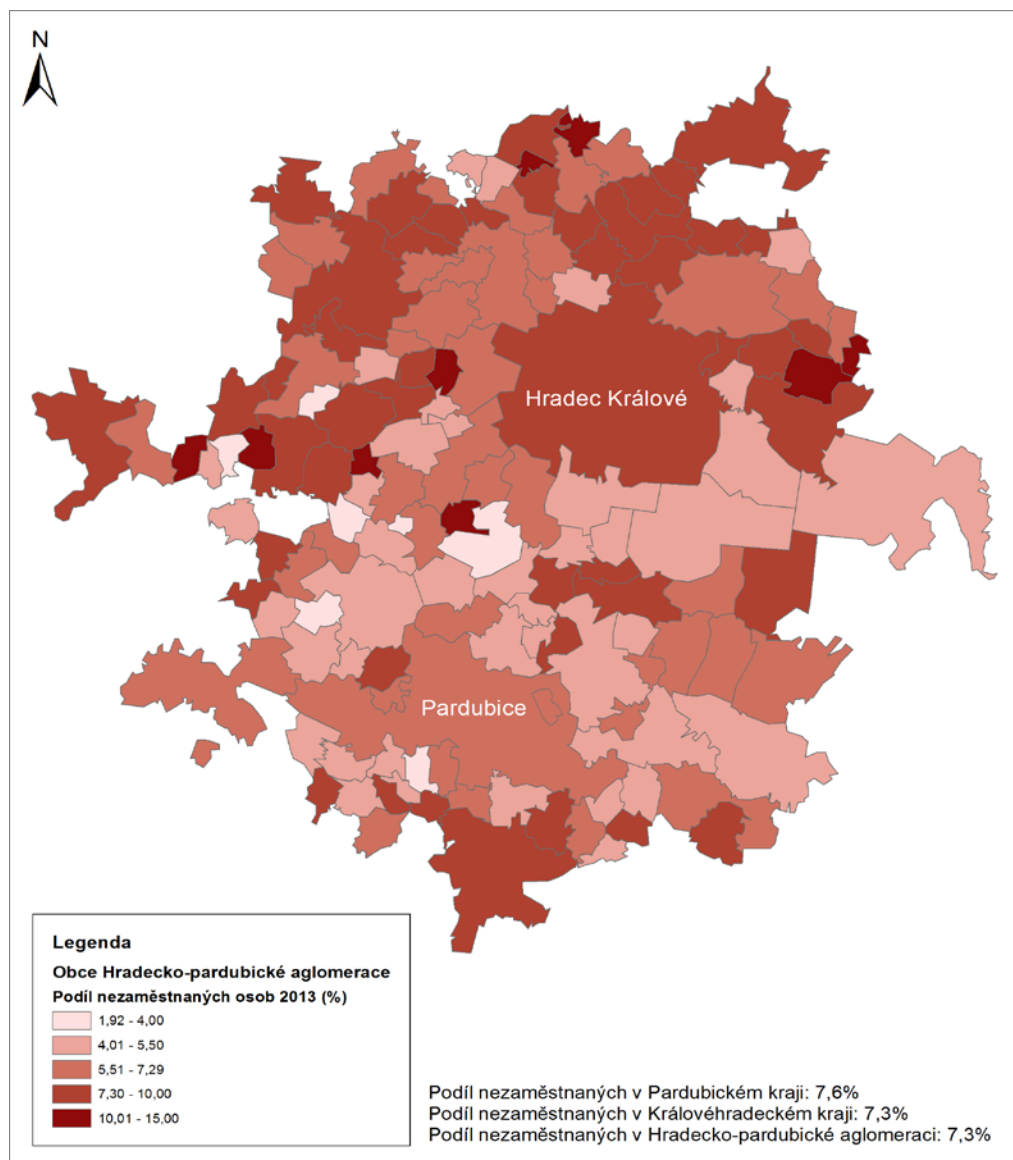 N
Hradec Králové
Pardubice
Legenda
Obce Hradecko-pardubické aglomerace
Podíl nezaměstnaných osob 2013 (%)
1,92 - 4,00
4,01 - 5,50
5,51 - 7,29
7,30 - 10,00
10,01 - 15,00
Podíl nezaměstnaných v Pardubickém kraji: 7,6%
Podíl nezaměstnaných v Královéhradeckém kraji: 7,3%
Podíl nezaměstnaných v Hradecko-pardubické aglomeraci: 7,3%